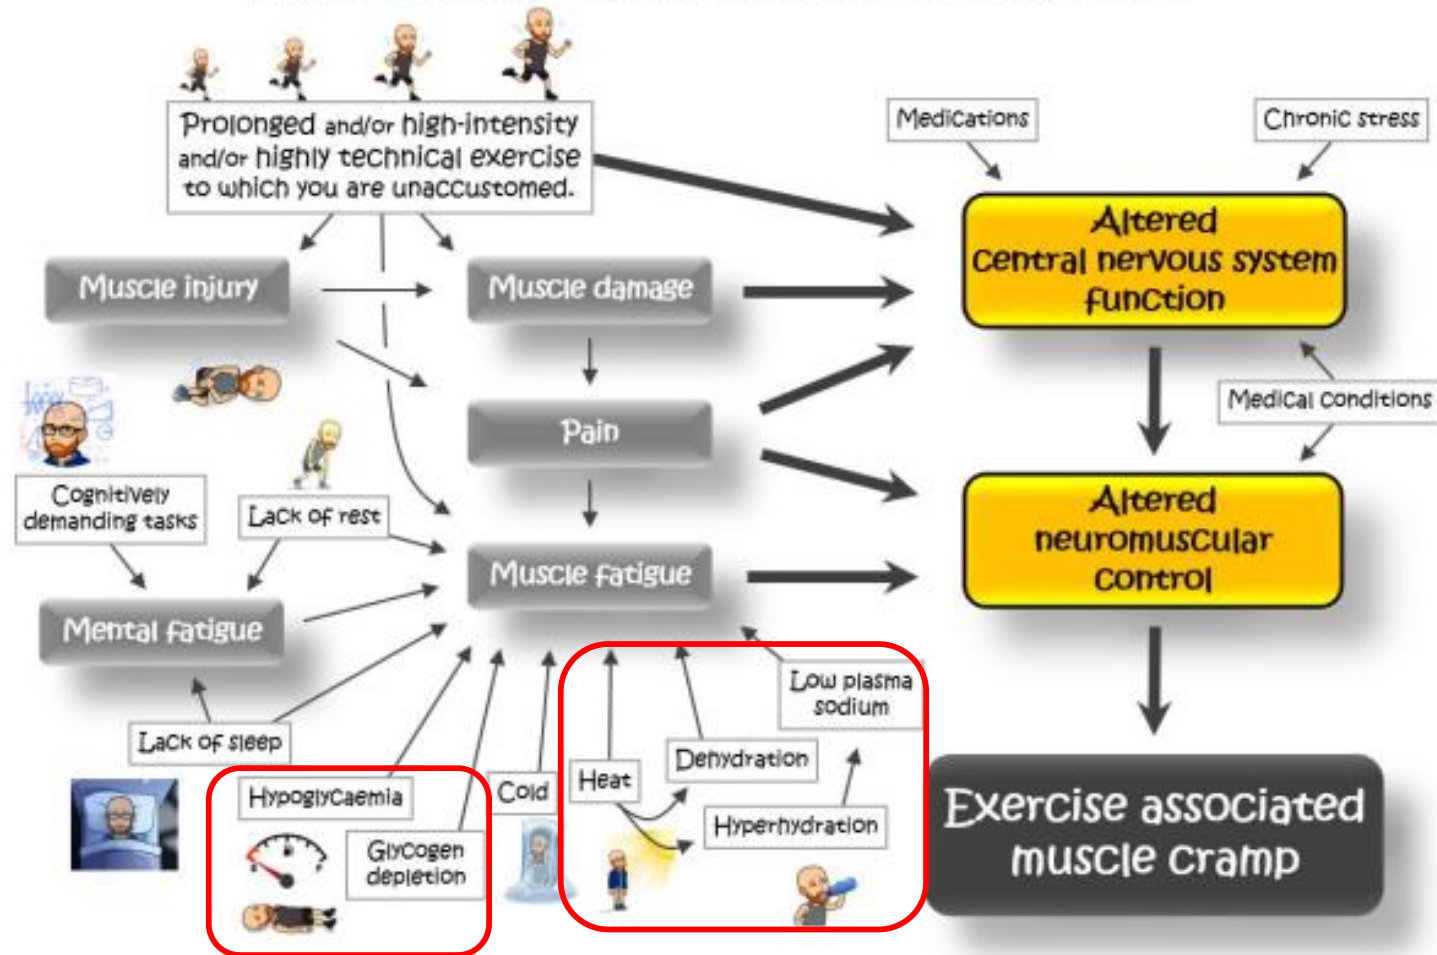 Prolonged and/or high-intensity
and/or highly technical exercise
to which you are unaccustomed.
Medications
Chronic stress
Altered
central nervous system
function
Muscle injury
Muscle damage
Pain
Medical conditions
Cognitively
demanding tasks
Lack of rest
Altered
neuromuscular
control
Muscle fatigue
Mental fatigue
Low plasma
sodium
Lack of sleep
Dehydration
Heat
Cold
Hypoglycaemia
Hyperhydration
Glycogen
depletion
Exercise associated
muscle cramp